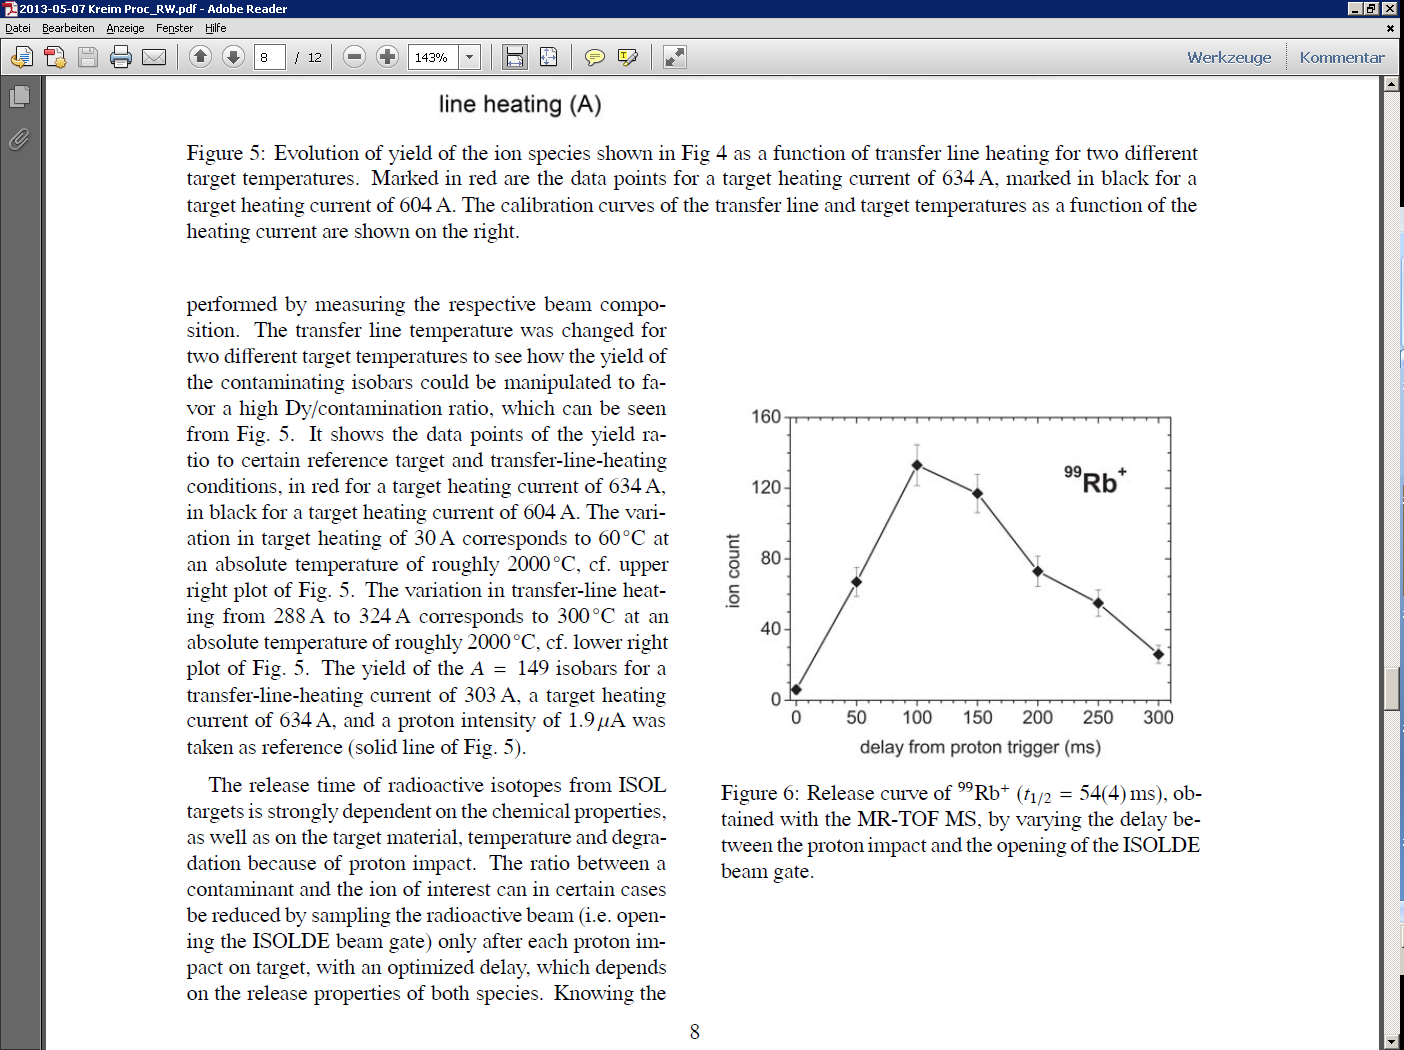 2013-05-07 Kreim Proc_RW.pdf - Adobe Reader
Datei Bearbeiten Anzeige Fenster Hilfe
8 / 12 143% Werkzeuge Kommentar
line heating (A)
Figure 5: Evolution of yield of the ion species shown in Fig 4 as a function of transfer line heating for two different
target temperatures. Marked in red are the data points for a target heating current of 634 A, marked in black for a
target heating current of 604 A. The calibration curves of the transfer line and target temperatures as a function of the
heating current are shown on the right.
performed by measuring the respective beam compo-
sition. The transfer line temperature was changed for
two different target temperatures to see how the yield of
the contaminating isobars could be manipulated to fa-
vor a high Dy/contamination ratio, which can be seen
from Fig. 5. It shows the data points of the yield ra-
tio to certain reference target and transfer-line-heating
conditions, in red for a target heating current of 634 A,
in black for a target heating current of 604 A. The vari-
ation in target heating of 30 A corresponds to 60 °C at
an absolute temperature of roughly 2000 °C, cf. upper
right plot of Fig. 5. The variation in transfer-line heat-
ing from 288 A to 324 A corresponds to 300 °C at an
absolute temperature of roughly 2000 °C, cf. lower right
plot of Fig. 5. The yield of the A = 149 isobars for a
transfer-line-heating current of 303 A, a target heating
current of 634 A, and a proton intensity of 1.9 μA was
taken as reference (solid line of Fig. 5).
The release time of radioactive isotopes from ISOL
targets is strongly dependent on the chemical properties,
as well as on the target material, temperature and degra-
dation because of proton impact. The ratio between a
contaminant and the ion of interest can in certain cases
be reduced by sampling the radioactive beam (i.e. open-
ing the ISOLDE beam gate) only after each proton im-
pact on target, with an optimized delay, which depends
on the release properties of both species. Knowing the
160
120
80
40
0
ion count
⁹⁹Rb⁺
0 50 100 150 200 250 300
delay from proton trigger (ms)
Figure 6: Release curve of ⁹⁹Rb⁺ (t1/2 = 54(4) ms), ob-
tained with the MR-TOF MS, by varying the delay be-
tween the proton impact and the opening of the ISOLDE
beam gate.
8